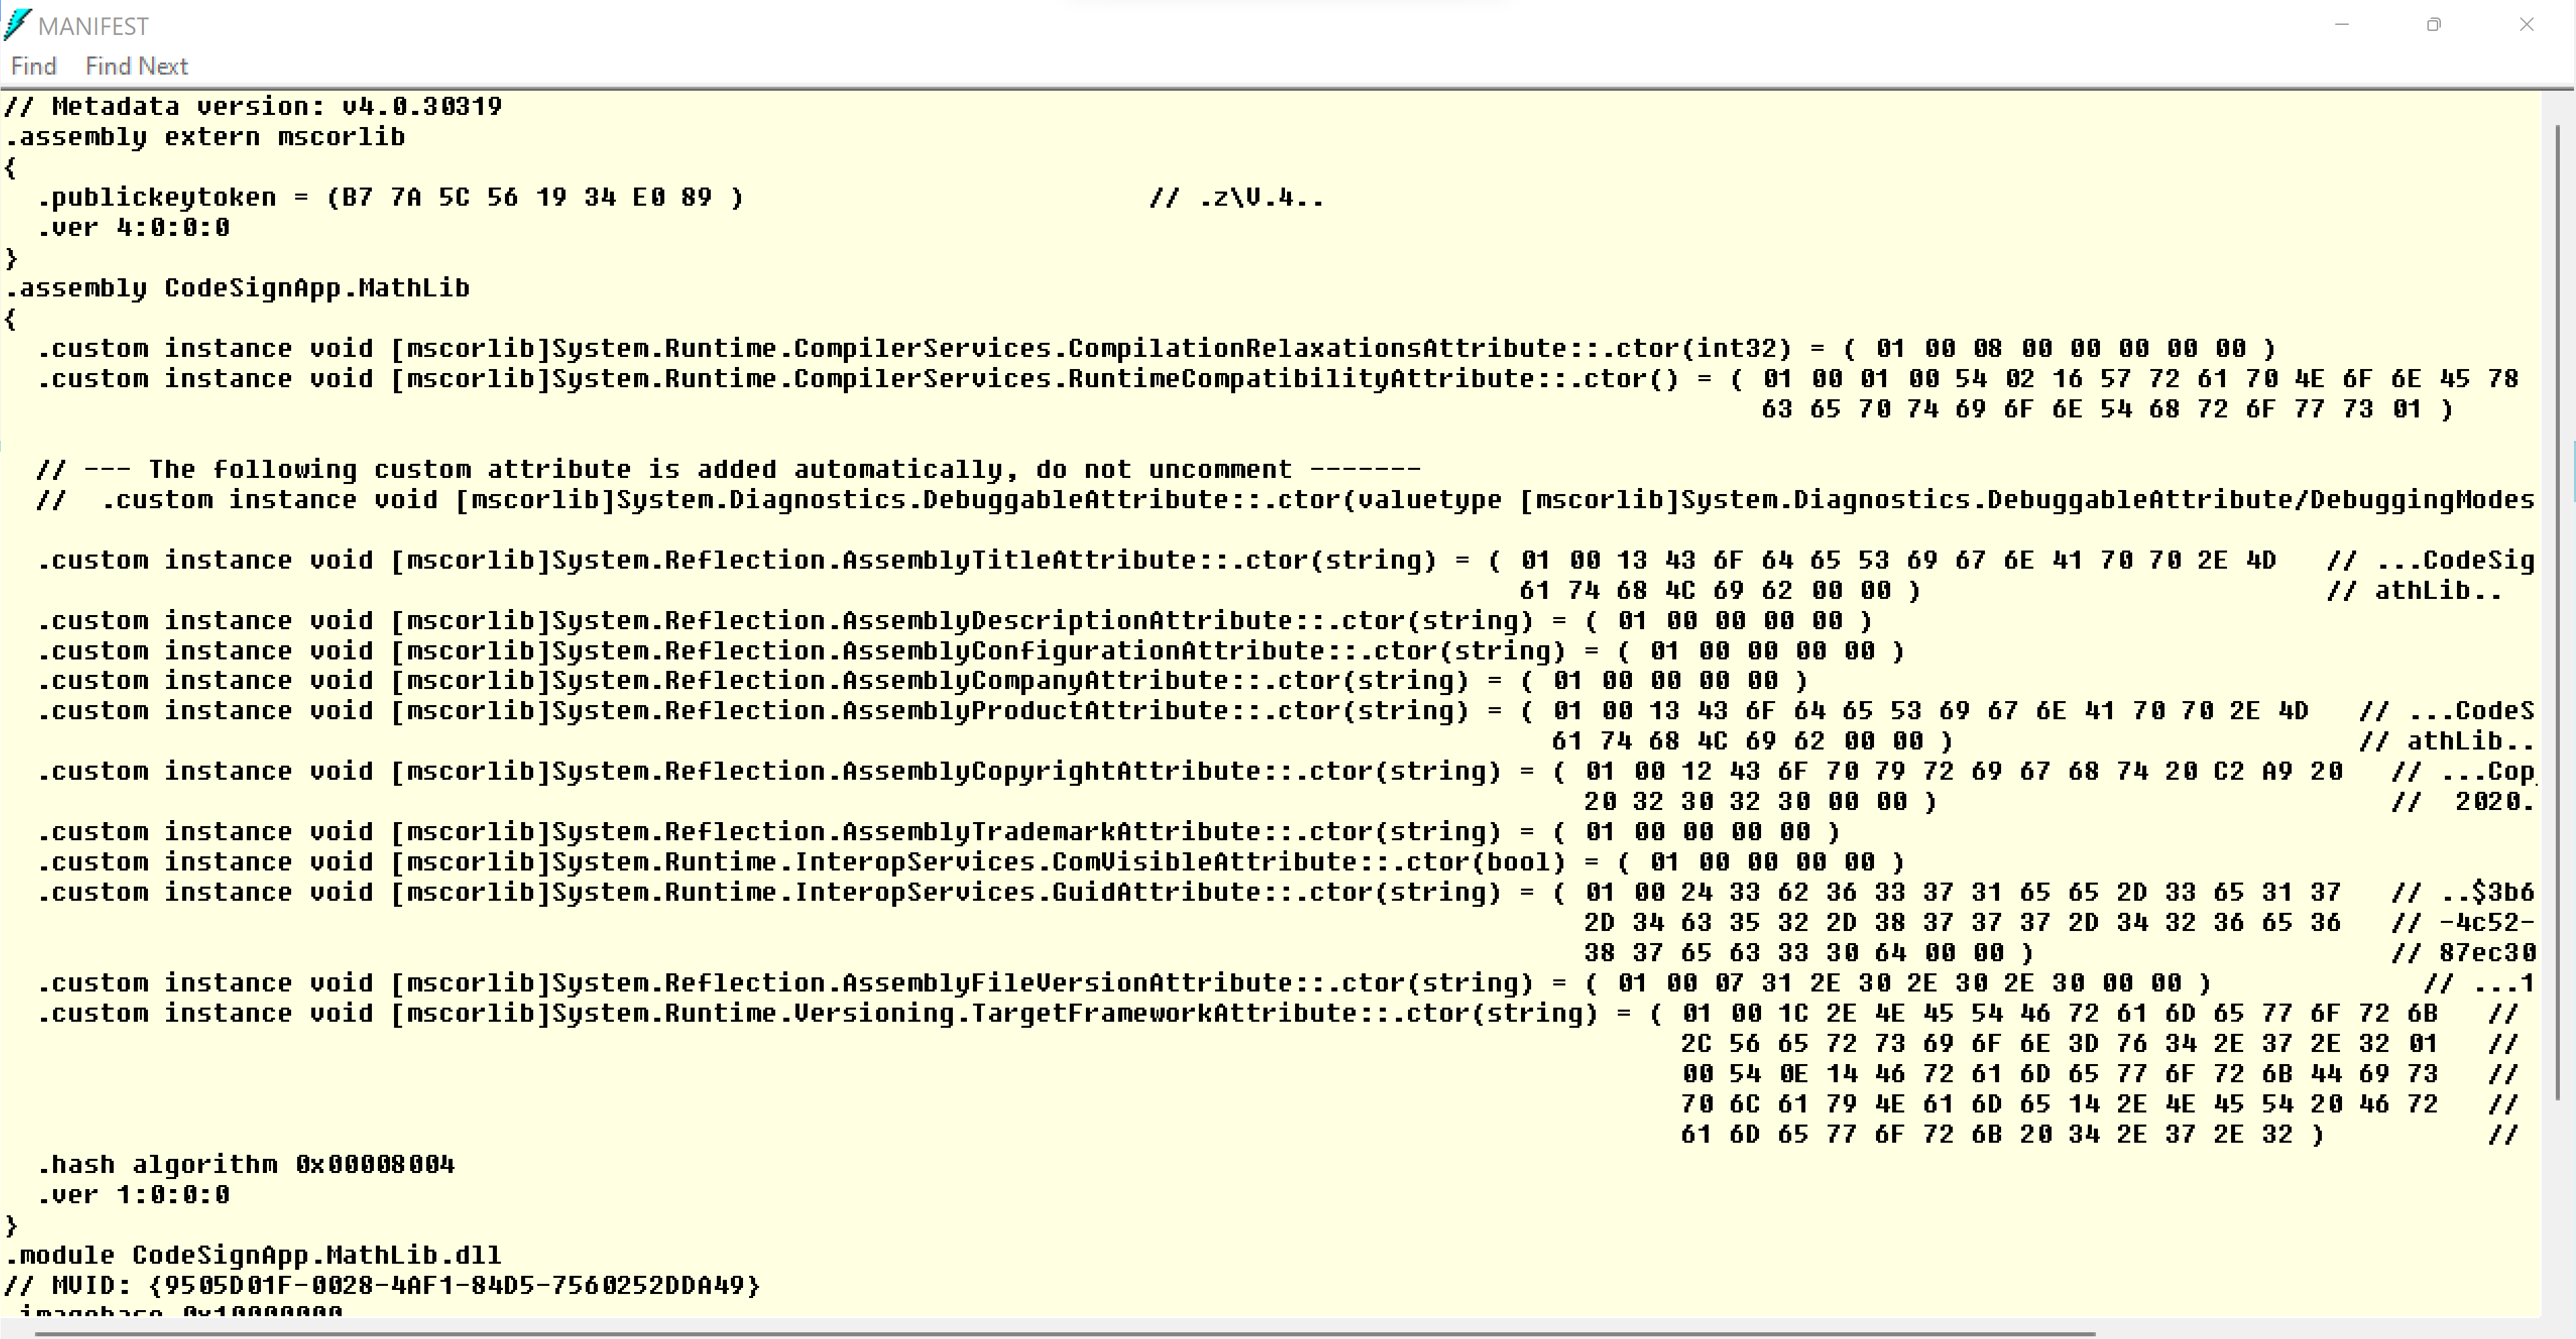 MANIFEST
Find Find Next
// Metadata version: v4.0.30319
.assembly extern mscorlib
{
.publickeytoken = (B7 7A 5C 56 19 34 E0 89 ) // .z\V.4..
.ver 4:0:0:0
}
.assembly CodeSignApp.MathLib
{
.custom instance void [mscorlib]System.Runtime.CompilerServices.CompilationRelaxationsAttribute::.ctor(int32) = ( 01 00 08 00 00 00 00 00 )
.custom instance void [mscorlib]System.Runtime.CompilerServices.RuntimeCompatibilityAttribute::.ctor() = ( 01 00 01 00 54 02 16 57 72 61 70 4E 6F 6E 45 78
63 65 70 74 69 6F 6E 54 68 72 6F 77 73 01 )
// --- The following custom attribute is added automatically, do not uncomment -------
// .custom instance void [mscorlib]System.Diagnostics.DebuggableAttribute::.ctor(valuetype [mscorlib]System.Diagnostics.DebuggableAttribute/DebuggingModes
.custom instance void [mscorlib]System.Reflection.AssemblyTitleAttribute::.ctor(string) = ( 01 00 13 43 6F 64 65 53 69 67 6E 41 70 70 2E 4D // ...CodeSig
61 74 68 4C 69 62 00 00 ) // athLib..
.custom instance void [mscorlib]System.Reflection.AssemblyDescriptionAttribute::.ctor(string) = ( 01 00 00 00 00 )
.custom instance void [mscorlib]System.Reflection.AssemblyConfigurationAttribute::.ctor(string) = ( 01 00 00 00 00 )
.custom instance void [mscorlib]System.Reflection.AssemblyCompanyAttribute::.ctor(string) = ( 01 00 00 00 00 )
.custom instance void [mscorlib]System.Reflection.AssemblyProductAttribute::.ctor(string) = ( 01 00 13 43 6F 64 65 53 69 67 6E 41 70 70 2E 4D // ...CodeS
61 74 68 4C 69 62 00 00 ) // athLib..
.custom instance void [mscorlib]System.Reflection.AssemblyCopyrightAttribute::.ctor(string) = ( 01 00 12 43 6F 70 79 72 69 67 68 74 20 C2 A9 20 // ...Cop
20 32 30 32 30 00 00 ) // 2020.
.custom instance void [mscorlib]System.Reflection.AssemblyTrademarkAttribute::.ctor(string) = ( 01 00 00 00 00 )
.custom instance void [mscorlib]System.Runtime.InteropServices.ComVisibleAttribute::.ctor(bool) = ( 01 00 00 00 00 )
.custom instance void [mscorlib]System.Runtime.InteropServices.GuidAttribute::.ctor(string) = ( 01 00 24 33 62 36 33 37 31 65 65 2D 33 65 31 37 // ..$3b6
2D 34 63 35 32 2D 38 37 37 37 2D 34 32 36 65 36 // -4c52-
38 37 65 63 33 30 64 00 00 ) // 87ec30
.custom instance void [mscorlib]System.Reflection.AssemblyFileVersionAttribute::.ctor(string) = ( 01 00 07 31 2E 30 2E 30 2E 30 00 00 ) // ...1
.custom instance void [mscorlib]System.Runtime.Versioning.TargetFrameworkAttribute::.ctor(string) = ( 01 00 1C 2E 4E 45 54 46 72 61 6D 65 77 6F 72 6B //
2C 56 65 72 73 69 6F 6E 3D 76 34 2E 37 2E 32 01 //
00 54 0E 14 46 72 61 6D 65 77 6F 72 6B 44 69 73 //
70 6C 61 79 4E 61 6D 65 14 2E 4E 45 54 20 46 72 //
61 6D 65 77 6F 72 6B 20 34 2E 37 2E 32 ) //
.hash algorithm 0x00008004
.ver 1:0:0:0
}
.module CodeSignApp.MathLib.dll
// MVID: {9505D01F-0028-4AF1-84D5-7560252DDA49}
.imagebase 0x10000000